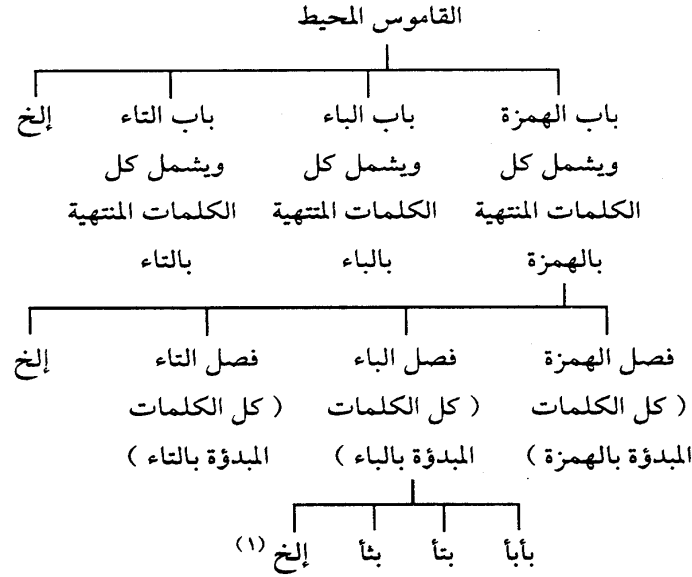 القاموس المحيط
باب الهمزة باب الباء باب التاء إلخ
ويشمل كل ويشمل كل ويشمل كل
الكلمات المنتهية الكلمات المنتهية الكلمات المنتهية
بالهمزة بالباء بالتاء
فصل الهمزة فصل الباء فصل التاء إلخ
( كل الكلمات ( كل الكلمات ( كل الكلمات
المبدؤة بالهمزة ) المبدؤة بالباء ) المبدؤة بالتاء )
بأبأ بتأ بثأ إلخ (١)